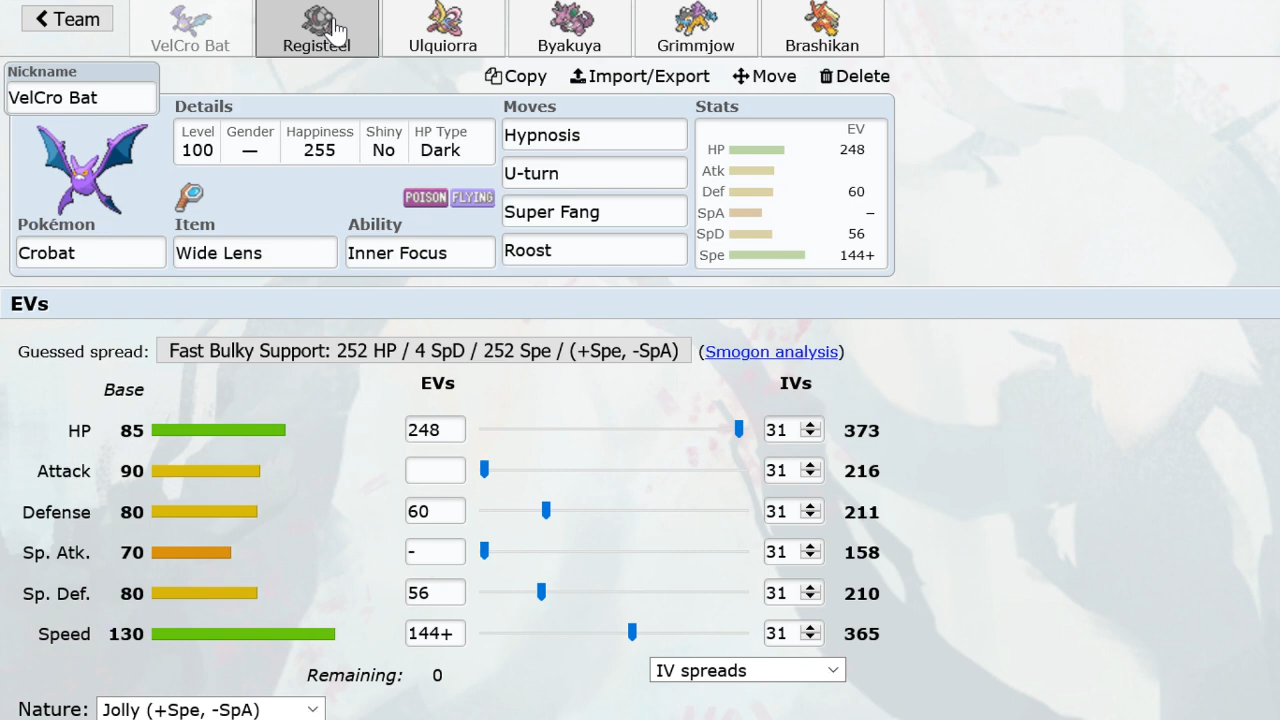 Team
VelCro Bat
Registeel
Ulquiorra
Byakuya
Grimmjow
Brashikan
Copy Import/Export Move Delete
Nickname
VelCro Bat
Details
Level Gender Happiness Shiny HP Type
100 — 255 No Dark
POISON FLYING
Pokémon
Crobat
Item
Wide Lens
Ability
Inner Focus
Moves
Hypnosis
U-turn
Super Fang
Roost
Stats
EV
HP 248
Atk
Def 60
SpA –
SpD 56
Spe 144+
EVs
Guessed spread: Fast Bulky Support: 252 HP / 4 SpD / 252 Spe / (+Spe, -SpA) (Smogon analysis)
Base EVs IVs
HP 85 248 31 373
Attack 90 31 216
Defense 80 60 31 211
Sp. Atk. 70 - 31 158
Sp. Def. 80 56 31 210
Speed 130 144+ 31 365
Remaining: 0 IV spreads
Nature: Jolly (+Spe, -SpA)